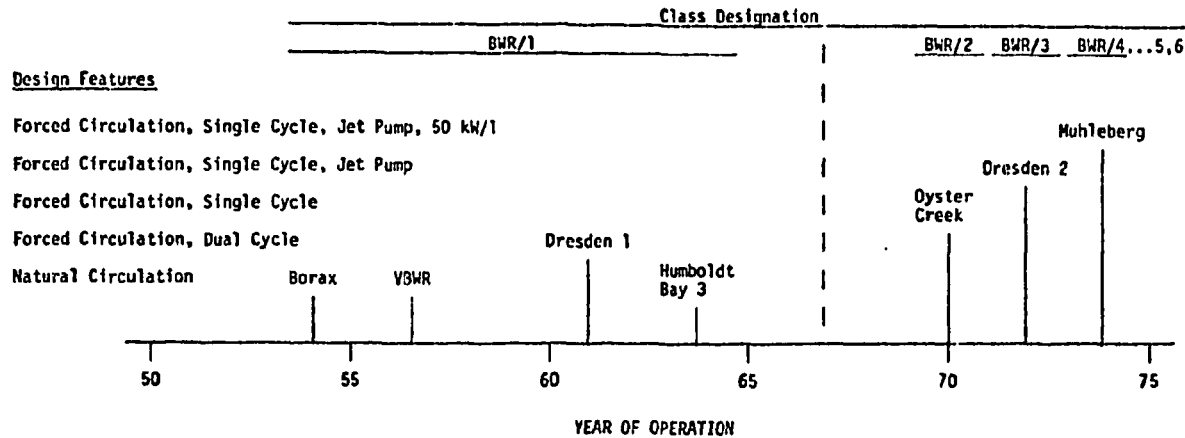 Class Designation
BWR/1 BWR/2 BWR/3 BWR/4...5,6
Design Features
Forced Circulation, Single Cycle, Jet Pump, 50 kW/l
Muhleberg
Forced Circulation, Single Cycle, Jet Pump
Dresden 2
Forced Circulation, Single Cycle
Oyster
Creek
Forced Circulation, Dual Cycle
Dresden 1
Natural Circulation
Borax
VBWR
Humboldt
Bay 3
50 55 60 65 70 75
YEAR OF OPERATION